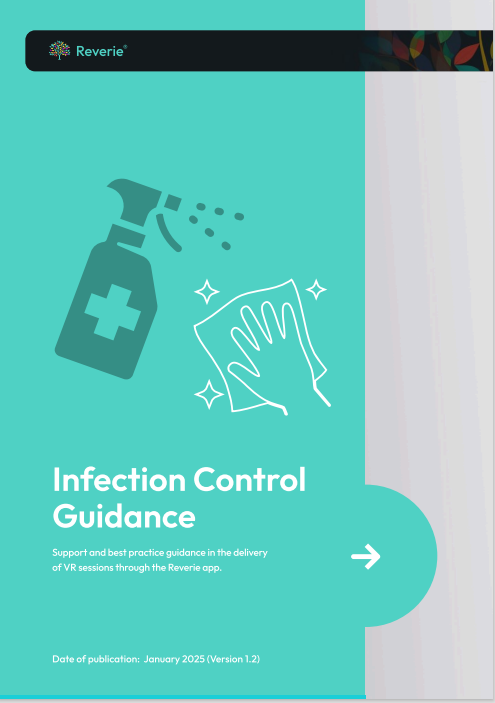 Reverie®
Infection Control
Guidance
Support and best practice guidance in the delivery
of VR sessions through the Reverie app.
Date of publication: January 2025 (Version 1.2)